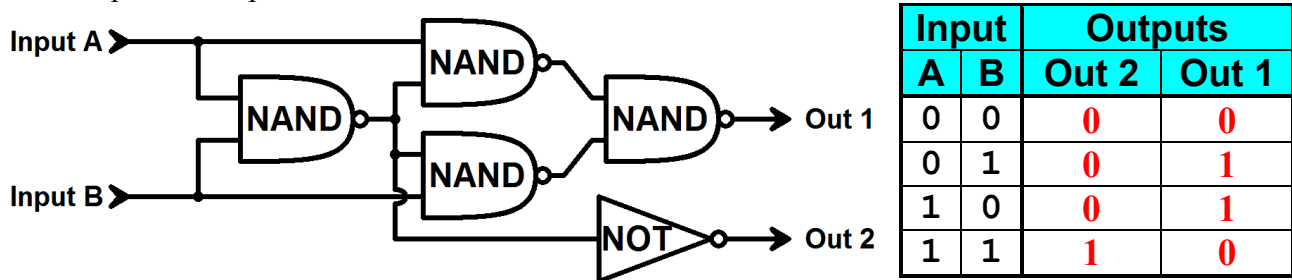 Input A
NAND
NAND
NAND
Out 1
NAND
Input B
NOT
Out 2
Input Outputs
A B Out 2 Out 1
0 0 0 0
0 1 0 1
1 0 0 1
1 1 1 0